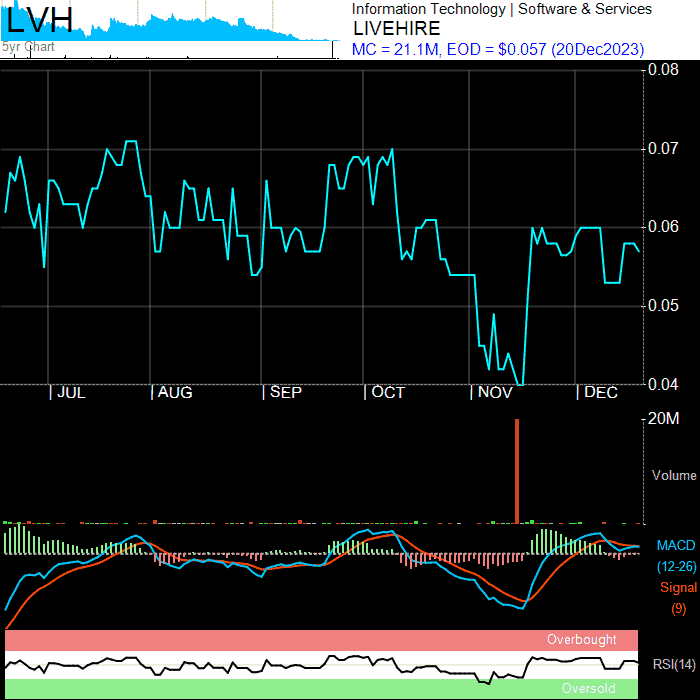 LVH
5yr Chart
Information Technology | Software & Services
LIVEHIRE
MC = 21.1M, EOD = $0.057 (20Dec2023)
0.08
0.07
0.06
0.05
0.04
| JUL | AUG | SEP | OCT | NOV | DEC
20M
Volume
MACD
(12-26)
Signal
(9)
Overbought
RSI(14)
Oversold